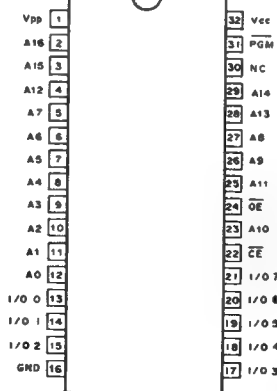 Vpp 1 32 Vcc
A16 2 31 PGM
A15 3 30 NC
A12 4 29 A14
A7 5 28 A13
A6 6 27 A8
A5 7 26 A9
A4 8 25 A11
A3 9 24 OE
A2 10 23 A10
A1 11 22 CE
A0 12 21 I/O 7
I/O 0 13 20 I/O 6
I/O 1 14 19 I/O 5
I/O 2 15 18 I/O 4
GND 16 17 I/O 3